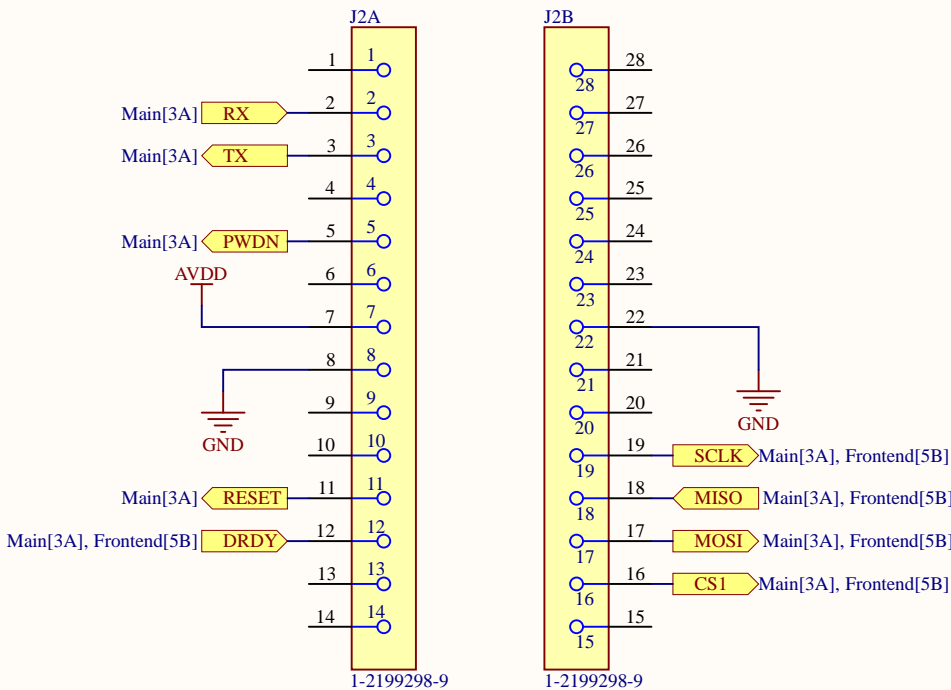 J2A
J2B
1 1
28 28
Main[3A] RX 2 2
27 27
Main[3A] TX 3 3
26 26
4 4
25 25
Main[3A] PWDN 5 5
24 24
AVDD
6 6
23 23
7 7
22 22
8 8
21 21
GND
9 9
20 20
GND
10 10
19 19 SCLK Main[3A], Frontend[5B]
Main[3A] RESET 11 11
18 18 MISO Main[3A], Frontend[5B]
Main[3A], Frontend[5B] DRDY 12 12
17 17 MOSI Main[3A], Frontend[5B]
13 13
16 16 CS1 Main[3A], Frontend[5B]
14 14
15 15
1-2199298-9
1-2199298-9